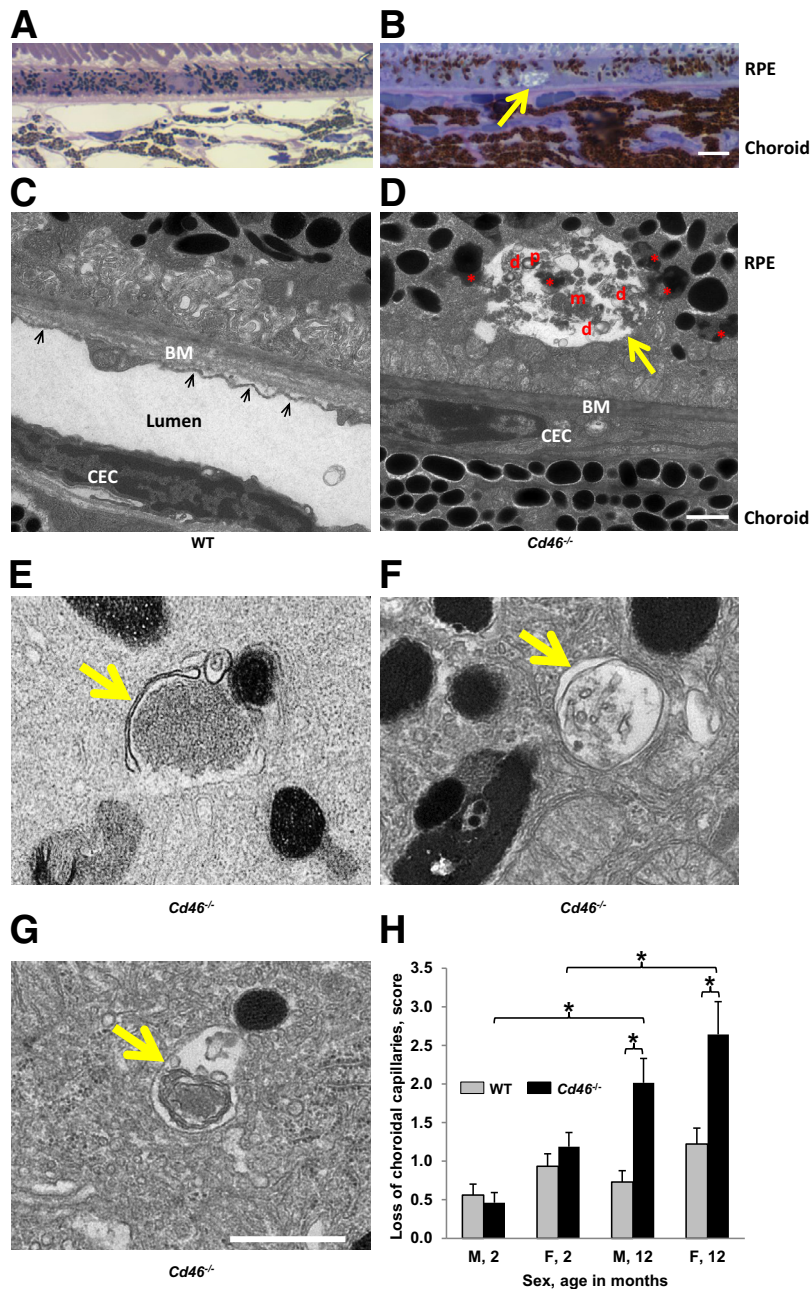 A
B
RPE
Choroid
C
D
BM
Lumen
CEC
WT
RPE
d
p
*
*
*
m
d
*
d
*
BM
CEC
Choroid
Cd46-/-
E
F
Cd46-/-
Cd46-/-
G
H
Cd46-/-
Loss of choroidal capillaries, score
3.5
3.0
2.5
2.0
1.5
1.0
0.5
0.0
*
*
*
*
WT
Cd46-/-
M, 2
F, 2
M, 12
F, 12
Sex, age in months